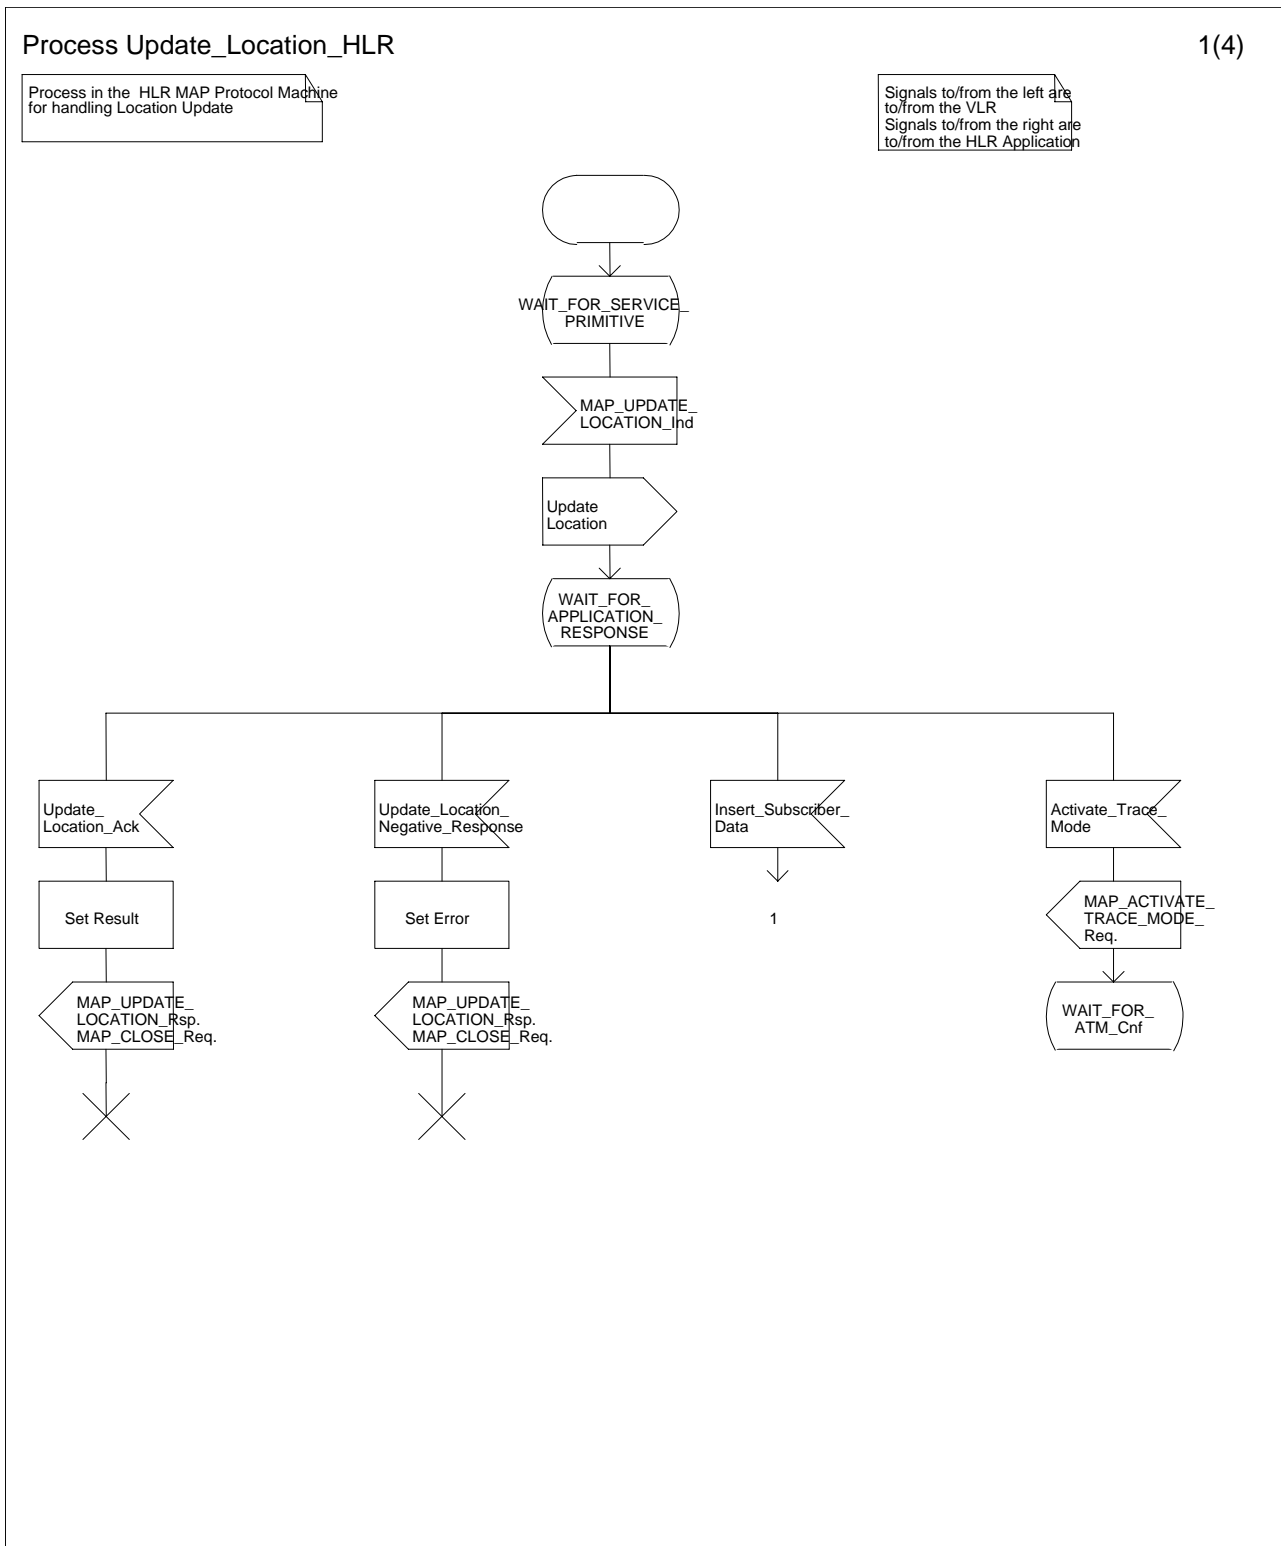 Process Update_Location_HLR
1(4)
Process in the HLR MAP Protocol Machine
for handling Location Update
Signals to/from the left are
to/from the VLR
Signals to/from the right are
to/from the HLR Application
WAIT_FOR_SERVICE_
PRIMITIVE
MAP_UPDATE_
LOCATION_Ind
Update
Location
WAIT_FOR_
APPLICATION_
RESPONSE
Update_
Location_Ack
Update_Location_
Negative_Response
Insert_Subscriber_
Data
Activate_Trace_
Mode
Set Result
Set Error
1
MAP_ACTIVATE_
TRACE_MODE_
Req.
MAP_UPDATE_
LOCATION_Rsp.
MAP_CLOSE_Req.
MAP_UPDATE_
LOCATION_Rsp.
MAP_CLOSE_Req.
WAIT_FOR_
ATM_Cnf